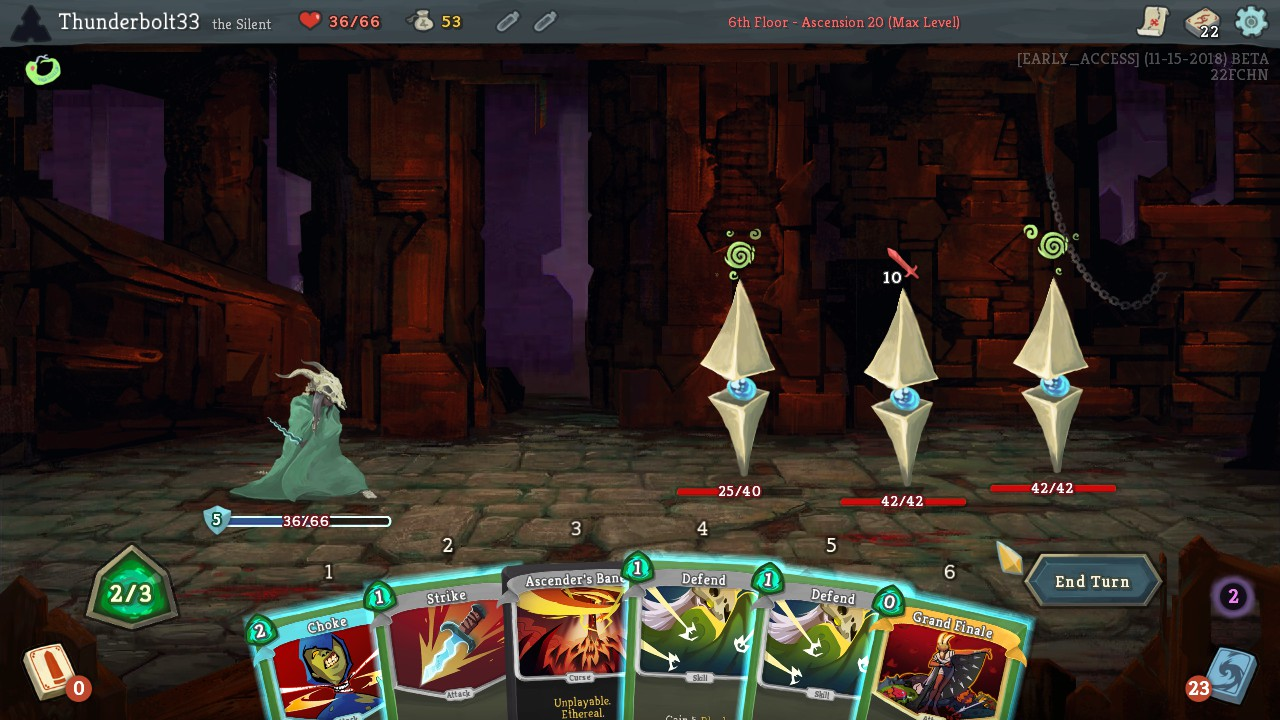 Thunderbolt33 the Silent 36/66 53 6th Floor - Ascension 20 (Max Level) 22
[EARLY_ACCESS] (11-15-2018) BETA
22FCHN
10
25/40
42/42
42/42
5 36/66
1
2
3
4
5
6
2/3
2 Choke
1 Strike
Attack
Ascender's Ban
Curse
Unplayable.
Ethereal.
1 Defend
Skill
1 Defend
Skill
0 Grand Finale
End Turn
2
0
23